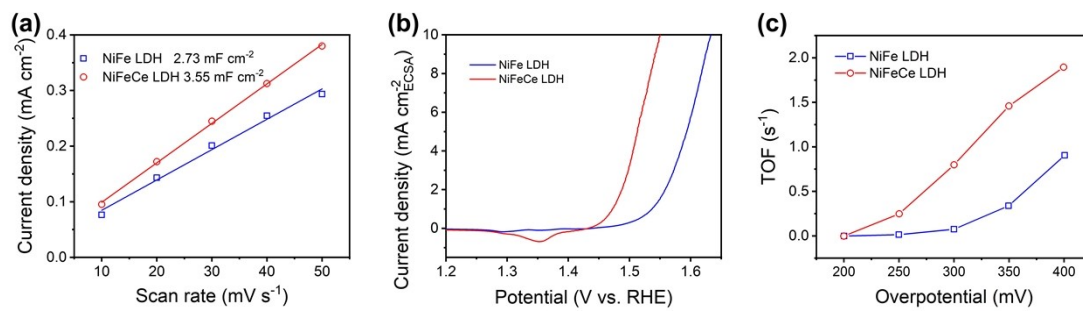 (a)
Current density (mA cm⁻²)
0.4
0.3
0.2
0.1
0.0
NiFe LDH 2.73 mF cm⁻²
NiFeCe LDH 3.55 mF cm⁻²
10 20 30 40 50
Scan rate (mV s⁻¹)
(b)
Current density (mA cm⁻²ECSA)
10
8
6
4
2
0
NiFe LDH
NiFeCe LDH
1.2 1.3 1.4 1.5 1.6
Potential (V vs. RHE)
(c)
TOF (s⁻¹)
2.0
1.5
1.0
0.5
0.0
NiFe LDH
NiFeCe LDH
200 250 300 350 400
Overpotential (mV)